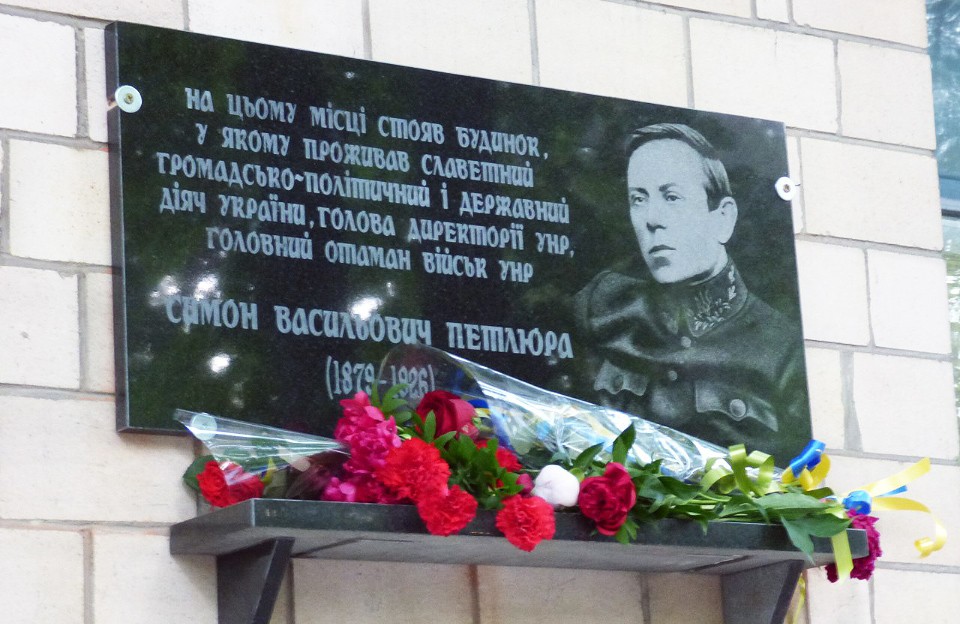 НА ЦЬОМУ МІСЦІ СТОЯВ БУДИНОК,
У ЯКОМУ ПРОЖИВАВ СЛАВЕТНИЙ
ГРОМАДСЬКО-ПОЛІТИЧНИЙ І ДЕРЖАВНИЙ
ДІЯЧ УКРАЇНИ, ГОЛОВА ДИРЕКТОРІЇ УНР,
ГОЛОВНИЙ ОТАМАН ВІЙСЬК УНР
СИМОН ВАСИЛЬОВИЧ ПЕТЛЮРА
(1879-1926)